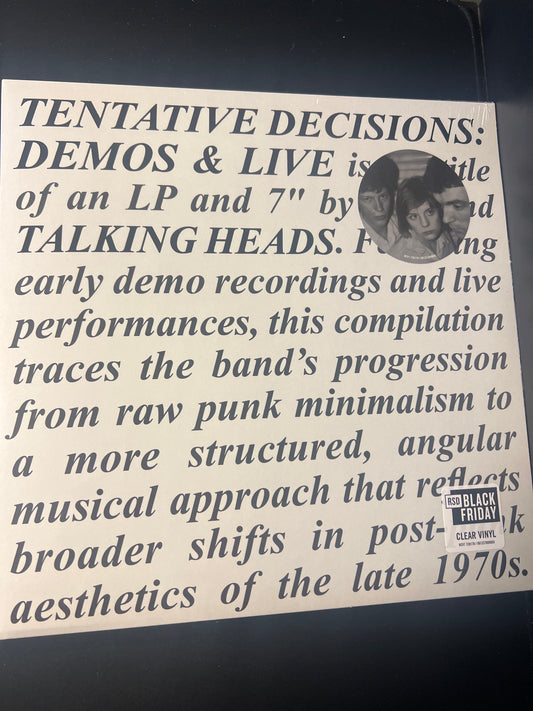 TENTATIVE DECISIONS:
DEMOS & LIVE is title
of an LP and 7" by
TALKING HEADS.
early demo recordings and live
performances, this compilation
traces the band's progression
from raw punk minimalism to
a more structured, angular
musical approach that reflects
broader shifts in
aesthetics of the late 1970s.
RSD BLACK
FRIDAY
CLEAR VINYL